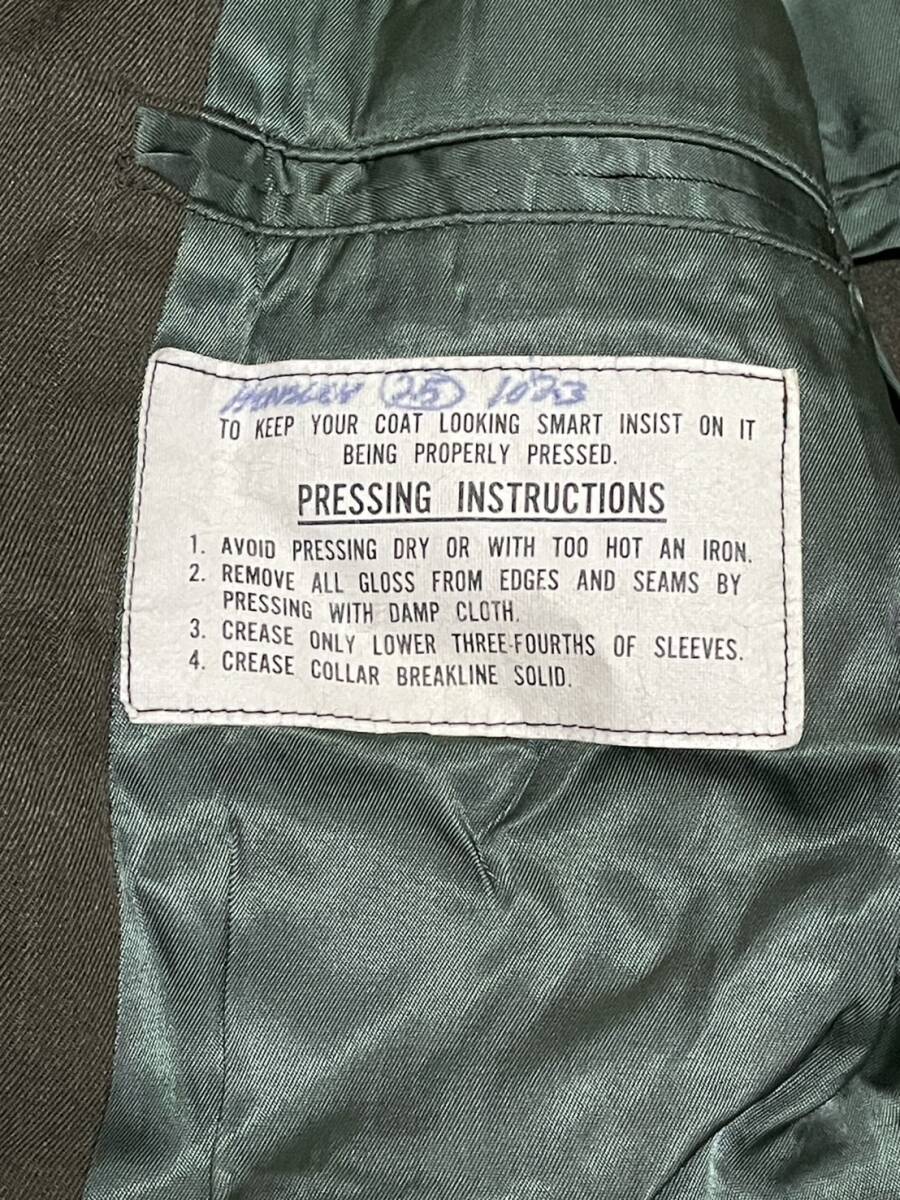 25 1073
TO KEEP YOUR COAT LOOKING SMART INSIST ON IT
BEING PROPERLY PRESSED.
PRESSING INSTRUCTIONS
1. AVOID PRESSING DRY OR WITH TOO HOT AN IRON.
2. REMOVE ALL GLOSS FROM EDGES AND SEAMS BY
PRESSING WITH DAMP CLOTH.
3. CREASE ONLY LOWER THREE-FOURTHS OF SLEEVES.
4. CREASE COLLAR BREAKLINE SOLID.